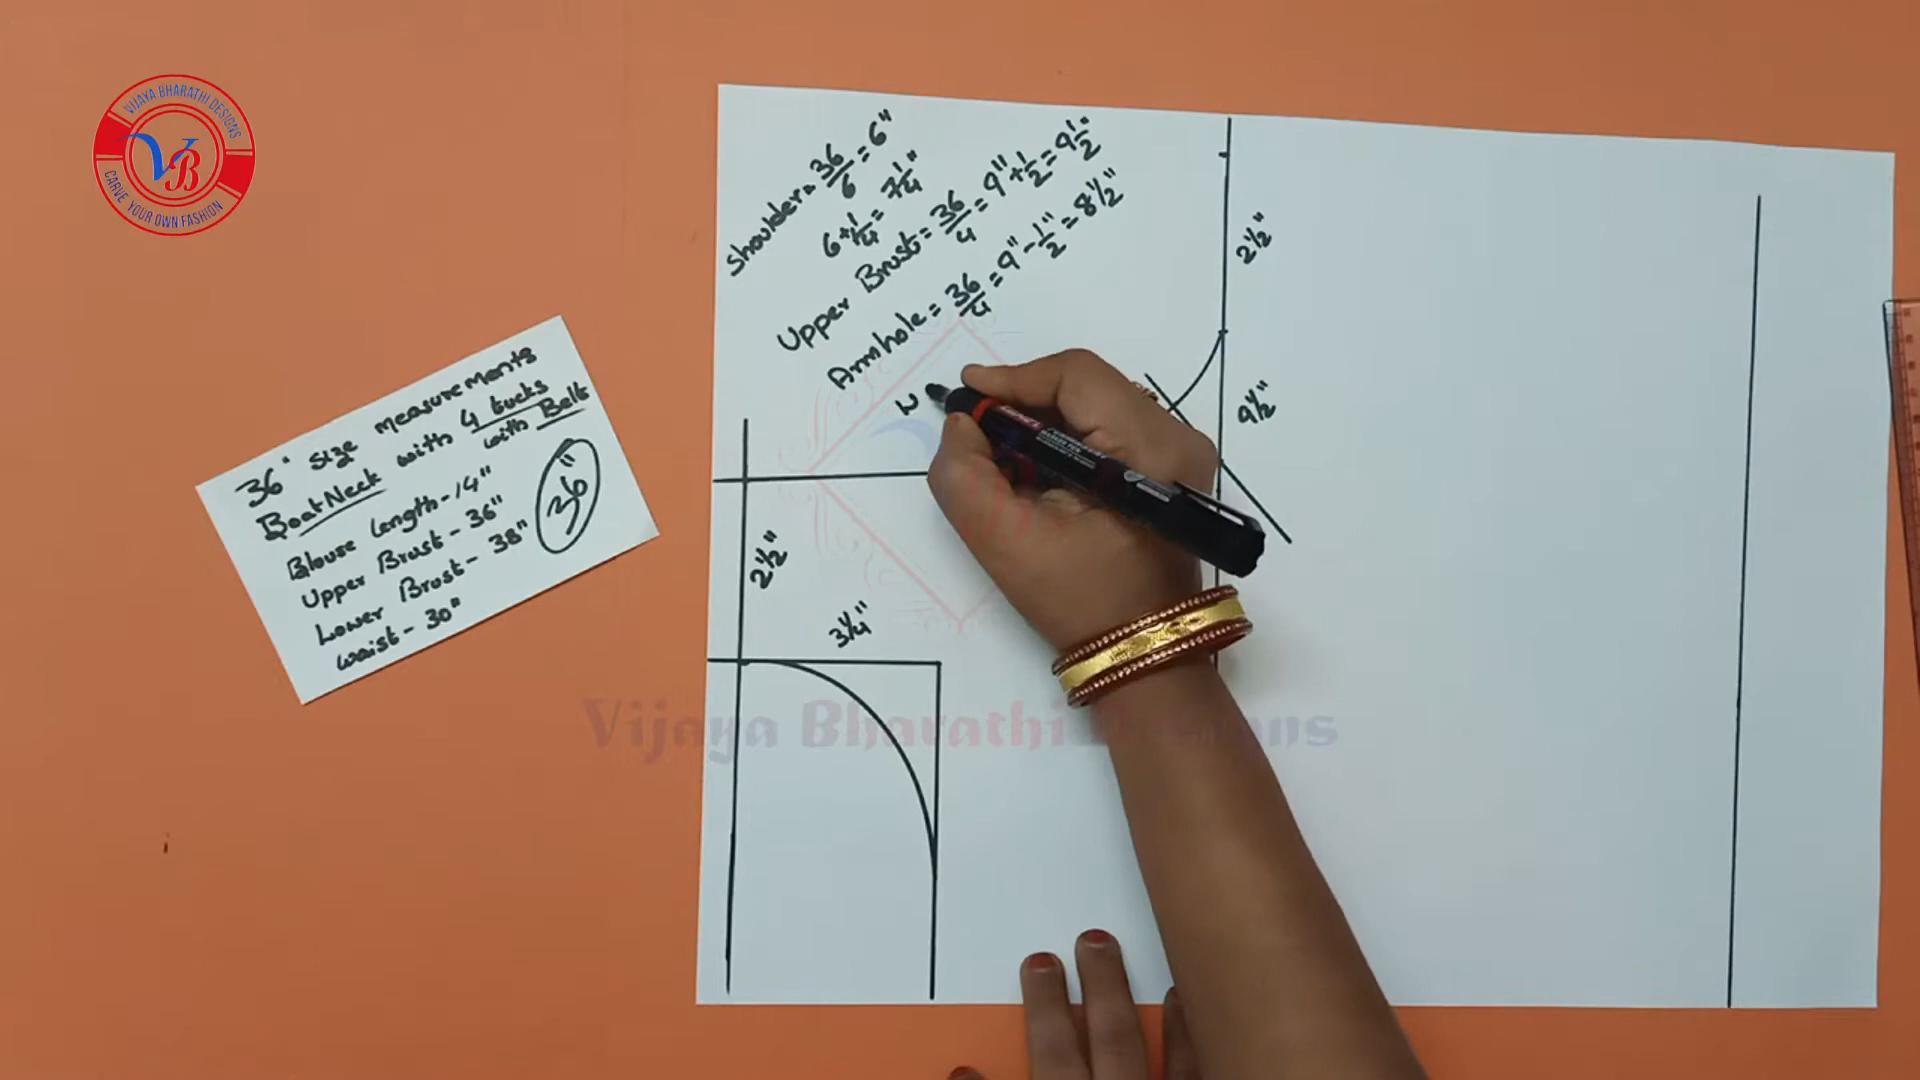 VIJAYA BHARATHI DESIGNS
VB
CARVE YOUR OWN FASHION
36" size measurements
BoatNeck with 4 tucks
with Belt
Blouse length-14"
Upper Brust- 36"
Lower Brust- 38"
waist- 30"
36"
Shoulder= 36/6 = 6"
6+1/4= 7 1/4"
Upper Brust= 36/4 = 9"+1/2 = 9 1/2"
Armhole= 36/4 = 9"-1/2" = 8 1/2"
N
2 1/2"
9 1/2"
2 1/2"
3 1/4"
Vijaya Bharathi Designs